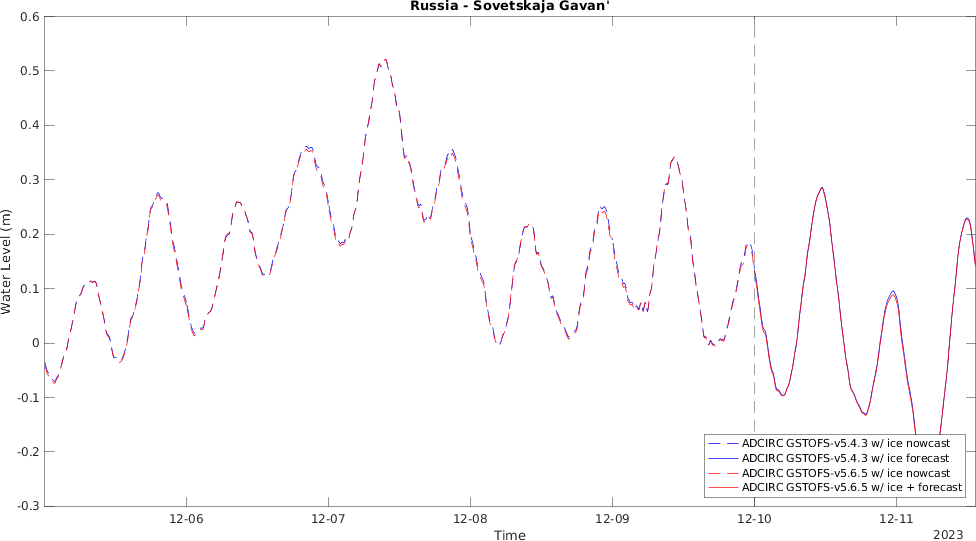 Russia - Sovetskaja Gavan'
0.6
0.5
0.4
0.3
0.2
0.1
0
-0.1
-0.2
-0.3
Water Level (m)
ADCIRC GSTOFS-v5.4.3 w/ ice nowcast
ADCIRC GSTOFS-v5.4.3 w/ ice forecast
ADCIRC GSTOFS-v5.6.5 w/ ice nowcast
ADCIRC GSTOFS-v5.6.5 w/ ice + forecast
12-06
12-07
12-08
12-09
12-10
12-11
Time
2023